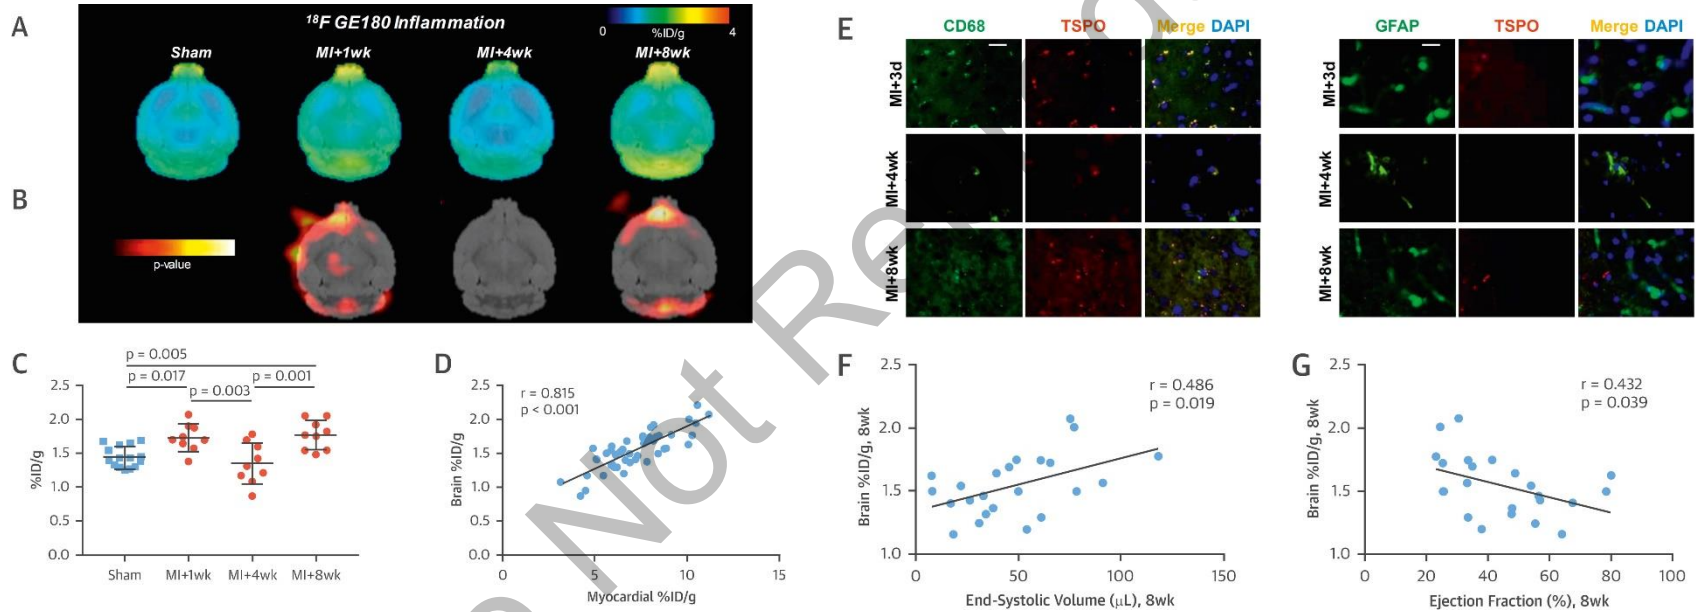 A
18F GE180 Inflammation
0 %ID/g 4
Sham MI+1wk MI+4wk MI+8wk
B
p-value
C
p = 0.005
p = 0.017 p = 0.001
p = 0.003
%ID/g
2.5
2.0
1.5
1.0
0.5
0.0
Sham MI+1wk MI+4wk MI+8wk
D
r = 0.815
p < 0.001
Brain %ID/g
2.5
2.0
1.5
1.0
0.5
0.0
0 5 10 15
Myocardial %ID/g
E
CD68 TSPO Merge DAPI
MI+3d
MI+4wk
MI+8wk
GFAP TSPO Merge DAPI
MI+3d
MI+4wk
MI+8wk
F
r = 0.486
p = 0.019
Brain %ID/g, 8wk
2.5
2.0
1.5
1.0
0 50 100 150
End-Systolic Volume (μL), 8wk
G
r = 0.432
p = 0.039
Brain %ID/g, 8wk
2.5
2.0
1.5
1.0
0 20 40 60 80 100
Ejection Fraction (%), 8wk
Not